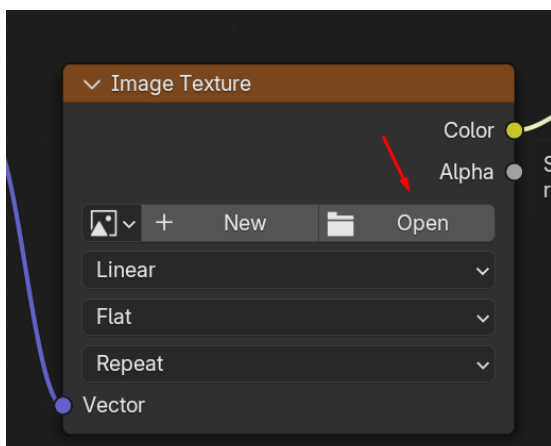 Image Texture
Color
Alpha
S
r
New
Open
Linear
Flat
Repeat
Vector